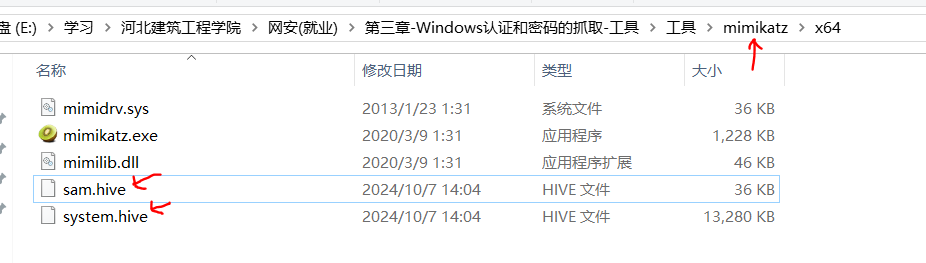 盘 (E:) › 学习 › 河北建筑工程学院 › 网安(就业) › 第三章-Windows认证和密码的抓取-工具 › 工具 › mimikatz › x64
名称 修改日期 类型 大小
mimidrv.sys 2013/1/23 1:31 系统文件 36 KB
mimikatz.exe 2020/3/9 1:31 应用程序 1,228 KB
mimilib.dll 2020/3/9 1:31 应用程序扩展 46 KB
sam.hive 2024/10/7 14:04 HIVE 文件 36 KB
system.hive 2024/10/7 14:04 HIVE 文件 13,280 KB